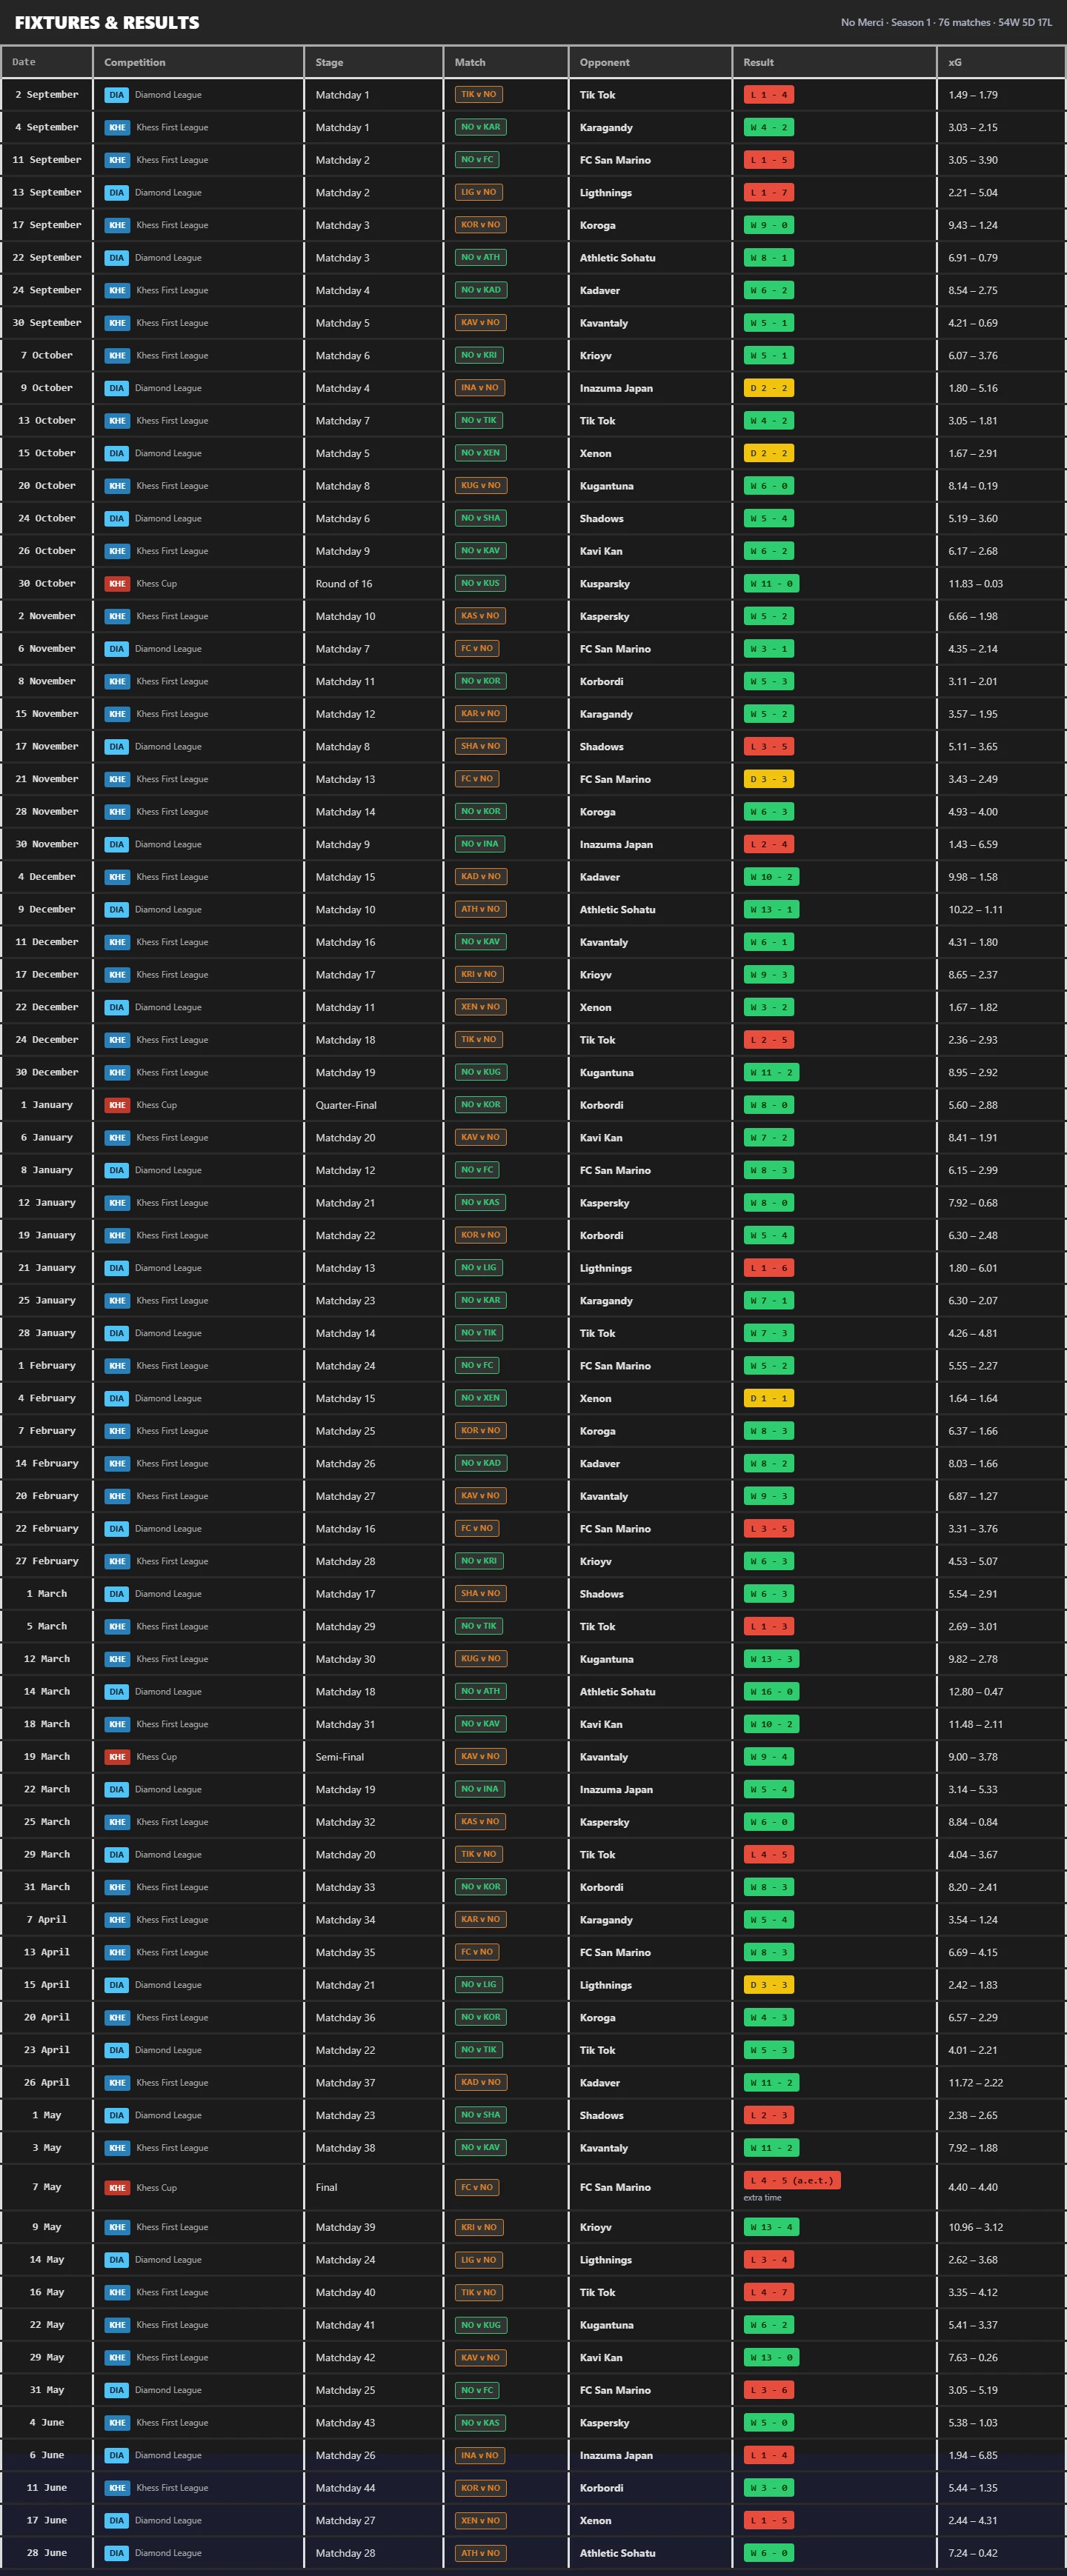 FIXTURES & RESULTS No Merci · Season 1 · 76 matches · 54W 5D 17L
Date Competition Stage Match Opponent Result xG
2 September DIA Diamond League Matchday 1 TIK v NO Tik Tok L 1 - 4 1.49 – 1.79
4 September KHE Khess First League Matchday 1 NO v KAR Karagandy W 4 - 2 3.03 – 2.15
11 September KHE Khess First League Matchday 2 NO v FC FC San Marino L 1 - 5 3.05 – 3.90
13 September DIA Diamond League Matchday 2 LIG v NO Ligthnings L 1 - 7 2.21 – 5.04
17 September KHE Khess First League Matchday 3 KOR v NO Koroga W 9 - 0 9.43 – 1.24
22 September DIA Diamond League Matchday 3 NO v ATH Athletic Sohatu W 8 - 1 6.91 – 0.79
24 September KHE Khess First League Matchday 4 NO v KAD Kadaver W 6 - 2 8.54 – 2.75
30 September KHE Khess First League Matchday 5 KAV v NO Kavantaly W 5 - 1 4.21 – 0.69
7 October KHE Khess First League Matchday 6 NO v KRI Krioyv W 5 - 1 6.07 – 3.76
9 October DIA Diamond League Matchday 4 INA v NO Inazuma Japan D 2 - 2 1.80 – 5.16
13 October KHE Khess First League Matchday 7 NO v TIK Tik Tok W 4 - 2 3.05 – 1.81
15 October DIA Diamond League Matchday 5 NO v XEN Xenon D 2 - 2 1.67 – 2.91
20 October KHE Khess First League Matchday 8 KUG v NO Kugantuna W 6 - 0 8.14 – 0.19
24 October DIA Diamond League Matchday 6 NO v SHA Shadows W 5 - 4 5.19 – 3.60
26 October KHE Khess First League Matchday 9 NO v KAV Kavi Kan W 6 - 2 6.17 – 2.68
30 October KHE Khess Cup Round of 16 NO v KUS Kusparsky W 11 - 0 11.83 – 0.03
2 November KHE Khess First League Matchday 10 KAS v NO Kaspersky W 5 - 2 6.66 – 1.98
6 November DIA Diamond League Matchday 7 FC v NO FC San Marino W 3 - 1 4.35 – 2.14
8 November KHE Khess First League Matchday 11 NO v KOR Korbordi W 5 - 3 3.11 – 2.01
15 November KHE Khess First League Matchday 12 KAR v NO Karagandy W 5 - 2 3.57 – 1.95
17 November DIA Diamond League Matchday 8 SHA v NO Shadows L 3 - 5 5.11 – 3.65
21 November KHE Khess First League Matchday 13 FC v NO FC San Marino D 3 - 3 3.43 – 2.49
28 November KHE Khess First League Matchday 14 NO v KOR Koroga W 6 - 3 4.93 – 4.00
30 November DIA Diamond League Matchday 9 NO v INA Inazuma Japan L 2 - 4 1.43 – 6.59
4 December KHE Khess First League Matchday 15 KAD v NO Kadaver W 10 - 2 9.98 – 1.58
9 December DIA Diamond League Matchday 10 ATH v NO Athletic Sohatu W 13 - 1 10.22 – 1.11
11 December KHE Khess First League Matchday 16 NO v KAV Kavantaly W 6 - 1 4.31 – 1.80
17 December KHE Khess First League Matchday 17 KRI v NO Krioyv W 9 - 3 8.65 – 2.37
22 December DIA Diamond League Matchday 11 XEN v NO Xenon W 3 - 2 1.67 – 1.82
24 December KHE Khess First League Matchday 18 TIK v NO Tik Tok L 2 - 5 2.36 – 2.93
30 December KHE Khess First League Matchday 19 NO v KUG Kugantuna W 11 - 2 8.95 – 2.92
1 January KHE Khess Cup Quarter-Final NO v KOR Korbordi W 8 - 0 5.60 – 2.88
6 January KHE Khess First League Matchday 20 KAV v NO Kavi Kan W 7 - 2 8.41 – 1.91
8 January DIA Diamond League Matchday 12 NO v FC FC San Marino W 8 - 3 6.15 – 2.99
12 January KHE Khess First League Matchday 21 NO v KAS Kaspersky W 8 - 0 7.92 – 0.68
19 January KHE Khess First League Matchday 22 KOR v NO Korbordi W 5 - 4 6.30 – 2.48
21 January DIA Diamond League Matchday 13 NO v LIG Ligthnings L 1 - 6 1.80 – 6.01
25 January KHE Khess First League Matchday 23 NO v KAR Karagandy W 7 - 1 6.30 – 2.07
28 January DIA Diamond League Matchday 14 NO v TIK Tik Tok W 7 - 3 4.26 – 4.81
1 February KHE Khess First League Matchday 24 NO v FC FC San Marino W 5 - 2 5.55 – 2.27
4 February DIA Diamond League Matchday 15 NO v XEN Xenon D 1 - 1 1.64 – 1.64
7 February KHE Khess First League Matchday 25 KOR v NO Koroga W 8 - 3 6.37 – 1.66
14 February KHE Khess First League Matchday 26 NO v KAD Kadaver W 8 - 2 8.03 – 1.66
20 February KHE Khess First League Matchday 27 KAV v NO Kavantaly W 9 - 3 6.87 – 1.27
22 February DIA Diamond League Matchday 16 FC v NO FC San Marino L 3 - 5 3.31 – 3.76
27 February KHE Khess First League Matchday 28 NO v KRI Krioyv W 6 - 3 4.53 – 5.07
1 March DIA Diamond League Matchday 17 SHA v NO Shadows W 6 - 3 5.54 – 2.91
5 March KHE Khess First League Matchday 29 NO v TIK Tik Tok L 1 - 3 2.69 – 3.01
12 March KHE Khess First League Matchday 30 KUG v NO Kugantuna W 13 - 3 9.82 – 2.78
14 March DIA Diamond League Matchday 18 NO v ATH Athletic Sohatu W 16 - 0 12.80 – 0.47
18 March KHE Khess First League Matchday 31 NO v KAV Kavi Kan W 10 - 2 11.48 – 2.11
19 March KHE Khess Cup Semi-Final KAV v NO Kavantaly W 9 - 4 9.00 – 3.78
22 March DIA Diamond League Matchday 19 NO v INA Inazuma Japan W 5 - 4 3.14 – 5.33
25 March KHE Khess First League Matchday 32 KAS v NO Kaspersky W 6 - 0 8.84 – 0.84
29 March DIA Diamond League Matchday 20 TIK v NO Tik Tok L 4 - 5 4.04 – 3.67
31 March KHE Khess First League Matchday 33 NO v KOR Korbordi W 8 - 3 8.20 – 2.41
7 April KHE Khess First League Matchday 34 KAR v NO Karagandy W 5 - 4 3.54 – 1.24
13 April KHE Khess First League Matchday 35 FC v NO FC San Marino W 8 - 3 6.69 – 4.15
15 April DIA Diamond League Matchday 21 NO v LIG Ligthnings D 3 - 3 2.42 – 1.83
20 April KHE Khess First League Matchday 36 NO v KOR Koroga W 4 - 3 6.57 – 2.29
23 April DIA Diamond League Matchday 22 NO v TIK Tik Tok W 5 - 3 4.01 – 2.21
26 April KHE Khess First League Matchday 37 KAD v NO Kadaver W 11 - 2 11.72 – 2.22
1 May DIA Diamond League Matchday 23 NO v SHA Shadows L 2 - 3 2.38 – 2.65
3 May KHE Khess First League Matchday 38 NO v KAV Kavantaly W 11 - 2 7.92 – 1.88
7 May KHE Khess Cup Final FC v NO FC San Marino L 4 - 5 (a.e.t.) 4.40 – 4.40
extra time
9 May KHE Khess First League Matchday 39 KRI v NO Krioyv W 13 - 4 10.96 – 3.12
14 May DIA Diamond League Matchday 24 LIG v NO Ligthnings L 3 - 4 2.62 – 3.68
16 May KHE Khess First League Matchday 40 TIK v NO Tik Tok L 4 - 7 3.35 – 4.12
22 May KHE Khess First League Matchday 41 NO v KUG Kugantuna W 6 - 2 5.41 – 3.37
29 May KHE Khess First League Matchday 42 KAV v NO Kavi Kan W 13 - 0 7.63 – 0.26
31 May DIA Diamond League Matchday 25 NO v FC FC San Marino L 3 - 6 3.05 – 5.19
4 June KHE Khess First League Matchday 43 NO v KAS Kaspersky W 5 - 0 5.38 – 1.03
6 June DIA Diamond League Matchday 26 INA v NO Inazuma Japan L 1 - 4 1.94 – 6.85
11 June KHE Khess First League Matchday 44 KOR v NO Korbordi W 3 - 0 5.44 – 1.35
17 June DIA Diamond League Matchday 27 XEN v NO Xenon L 1 - 5 2.44 – 4.31
28 June DIA Diamond League Matchday 28 ATH v NO Athletic Sohatu W 6 - 0 7.24 – 0.42